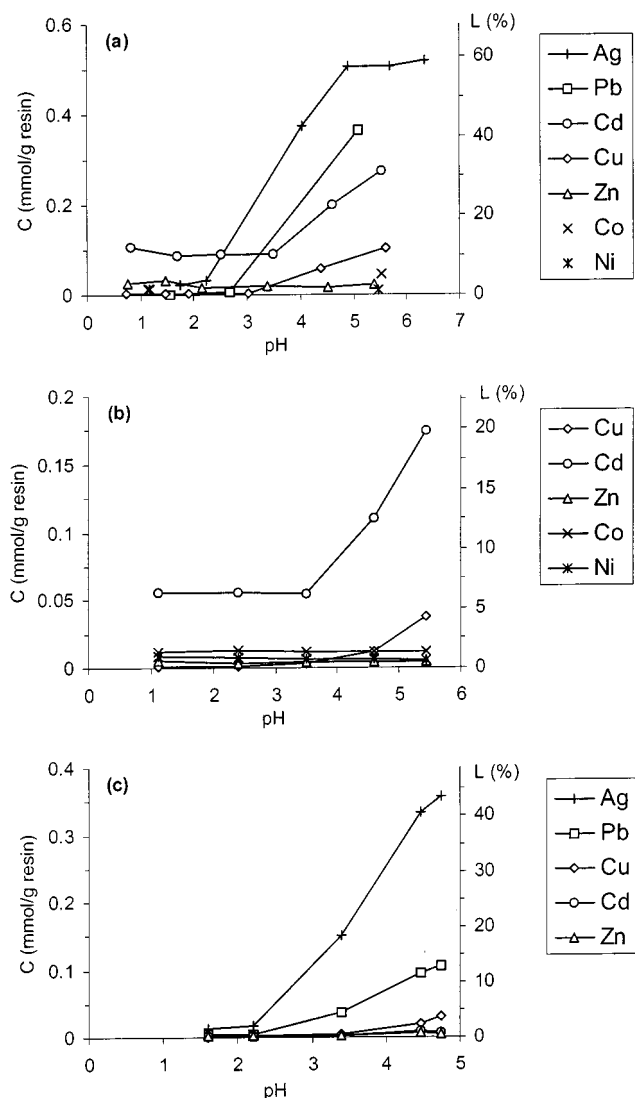 (a)
L (%)
C (mmol/g resin)
0.6
0.4
0.2
0
60
40
20
0
0 1 2 3 4 5 6 7
pH
Ag
Pb
Cd
Cu
Zn
Co
Ni
(b)
L (%)
C (mmol/g resin)
0.2
0.15
0.1
0.05
0
20
15
10
5
0
0 1 2 3 4 5 6
pH
Cu
Cd
Zn
Co
Ni
(c)
L (%)
C (mmol/g resin)
0.4
0.3
0.2
0.1
0
40
30
20
10
0
0 1 2 3 4 5
pH
Ag
Pb
Cu
Cd
Zn